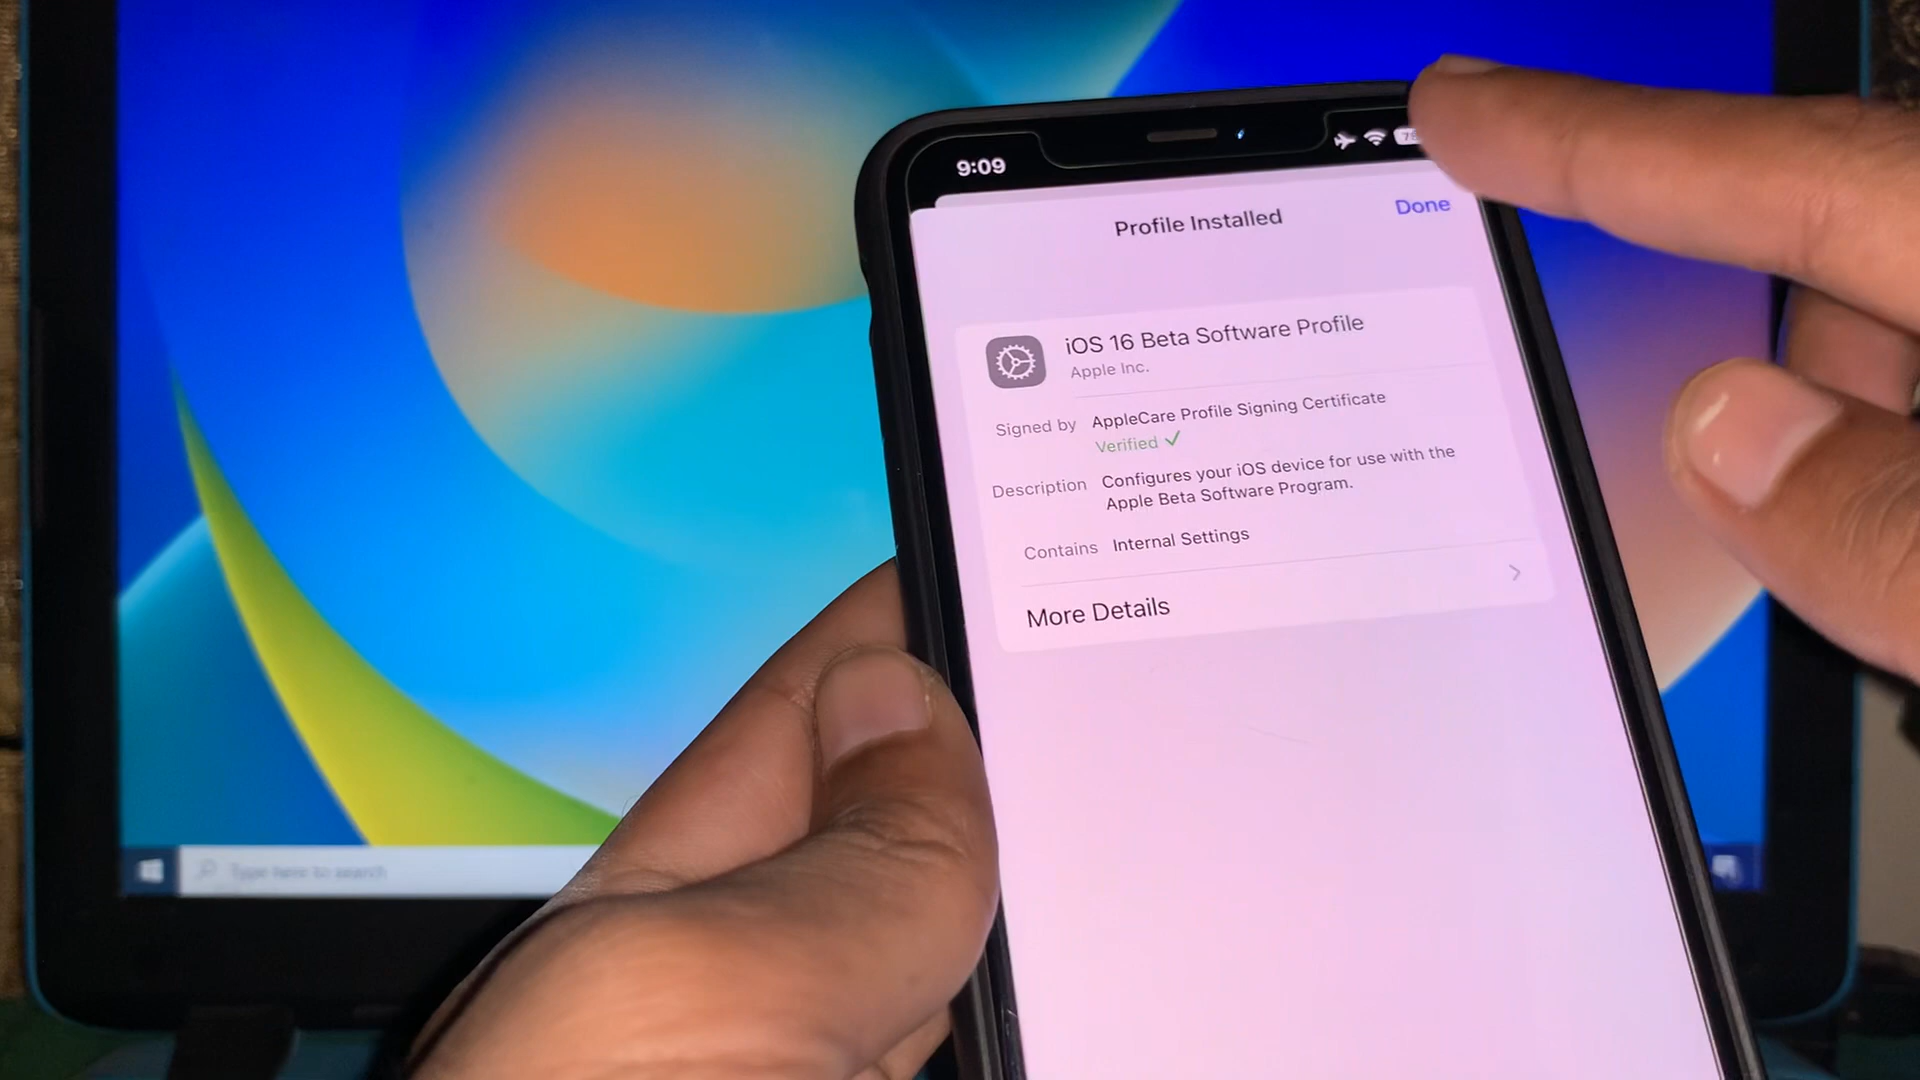 9:09
Profile Installed
Done
iOS 16 Beta Software Profile
Apple Inc.
Signed by AppleCare Profile Signing Certificate
Verified
Description Configures your iOS device for use with the
Apple Beta Software Program.
Contains Internal Settings
More Details
Type here to search